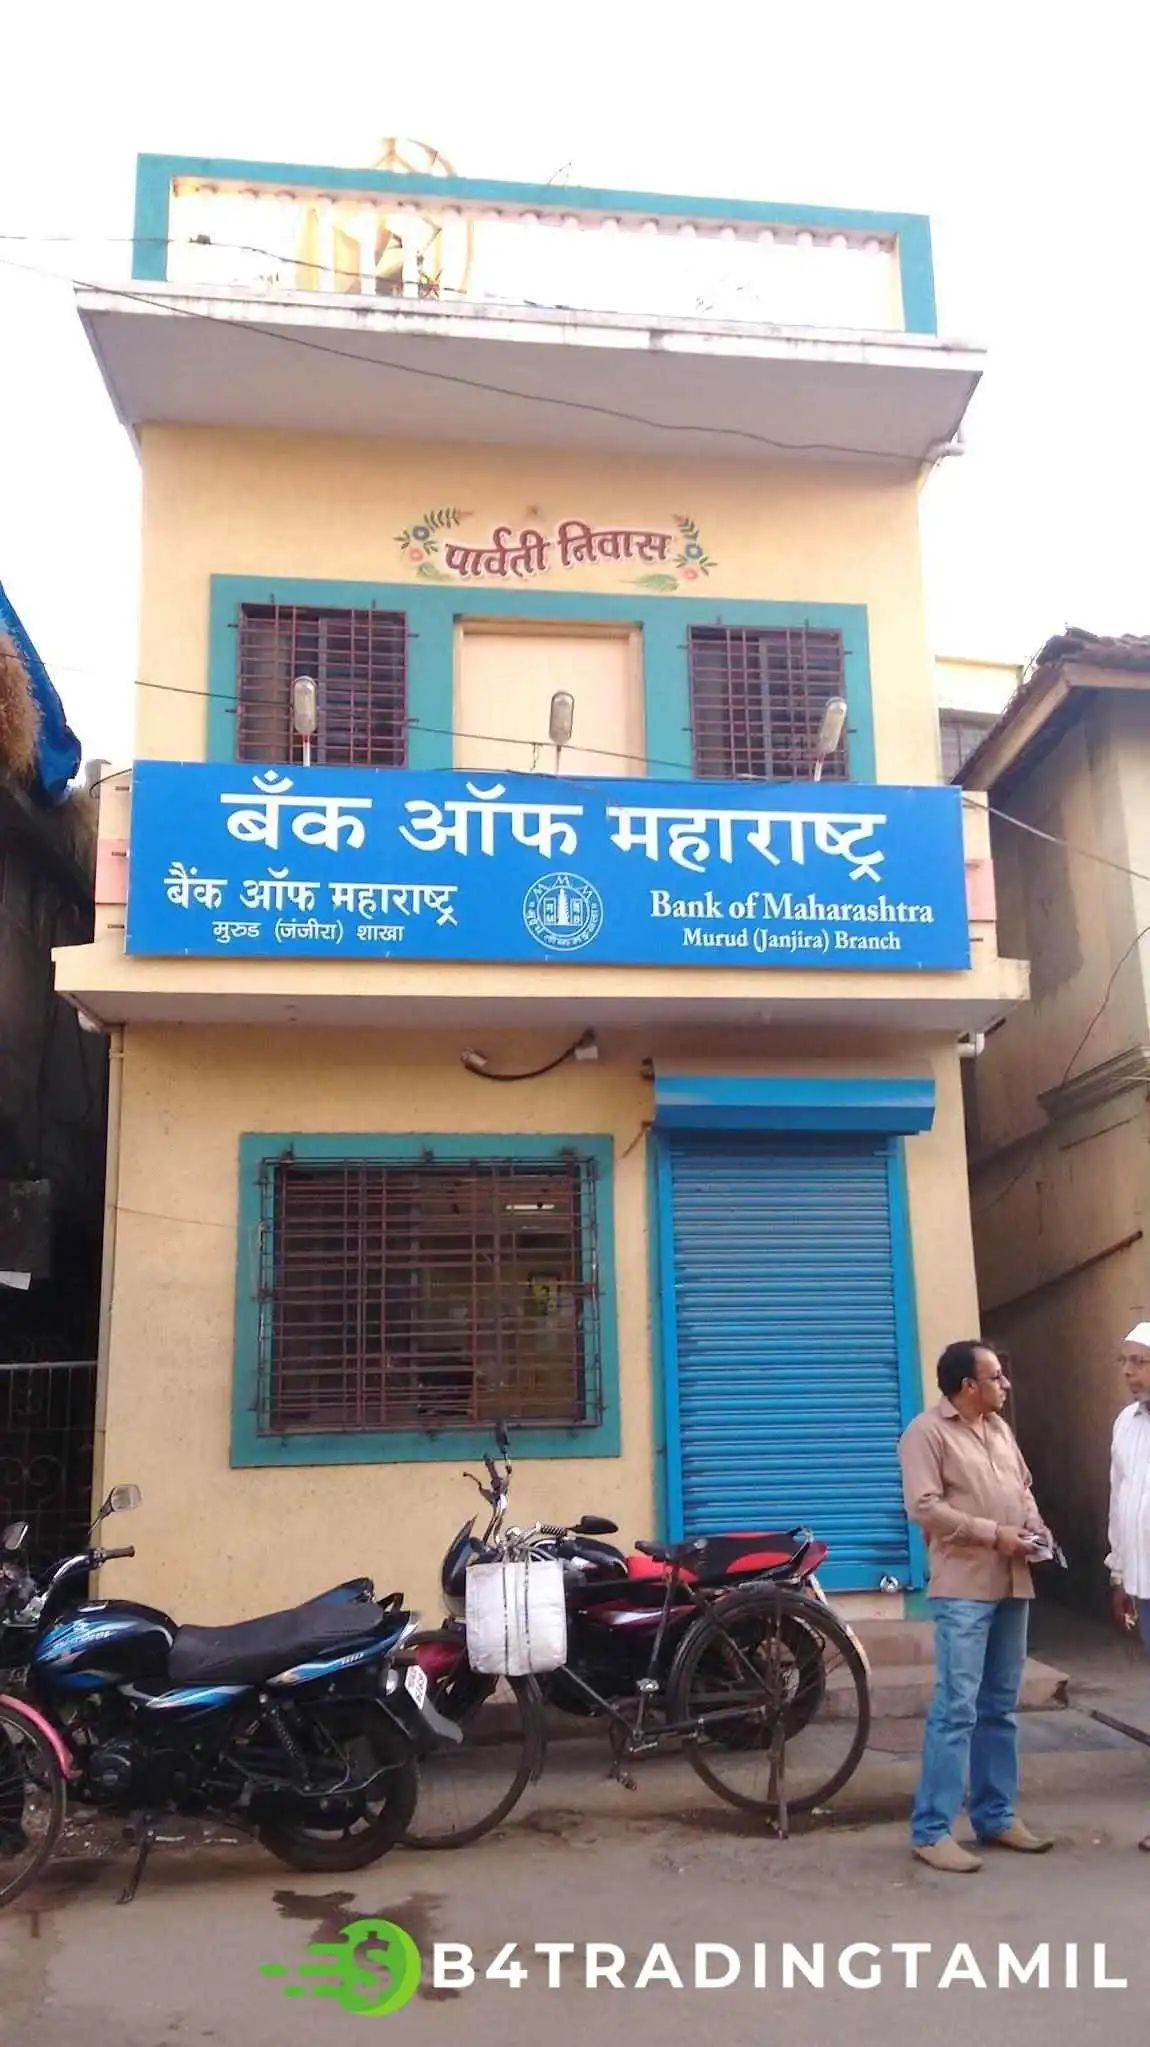 पार्वती निवास
बँक ऑफ महाराष्ट्र
बैंक ऑफ महाराष्ट्र
मुरुड (जंजीरा) शाखा
Bank of Maharashtra
Murud (Janjira) Branch
B4TRADINGTAMIL